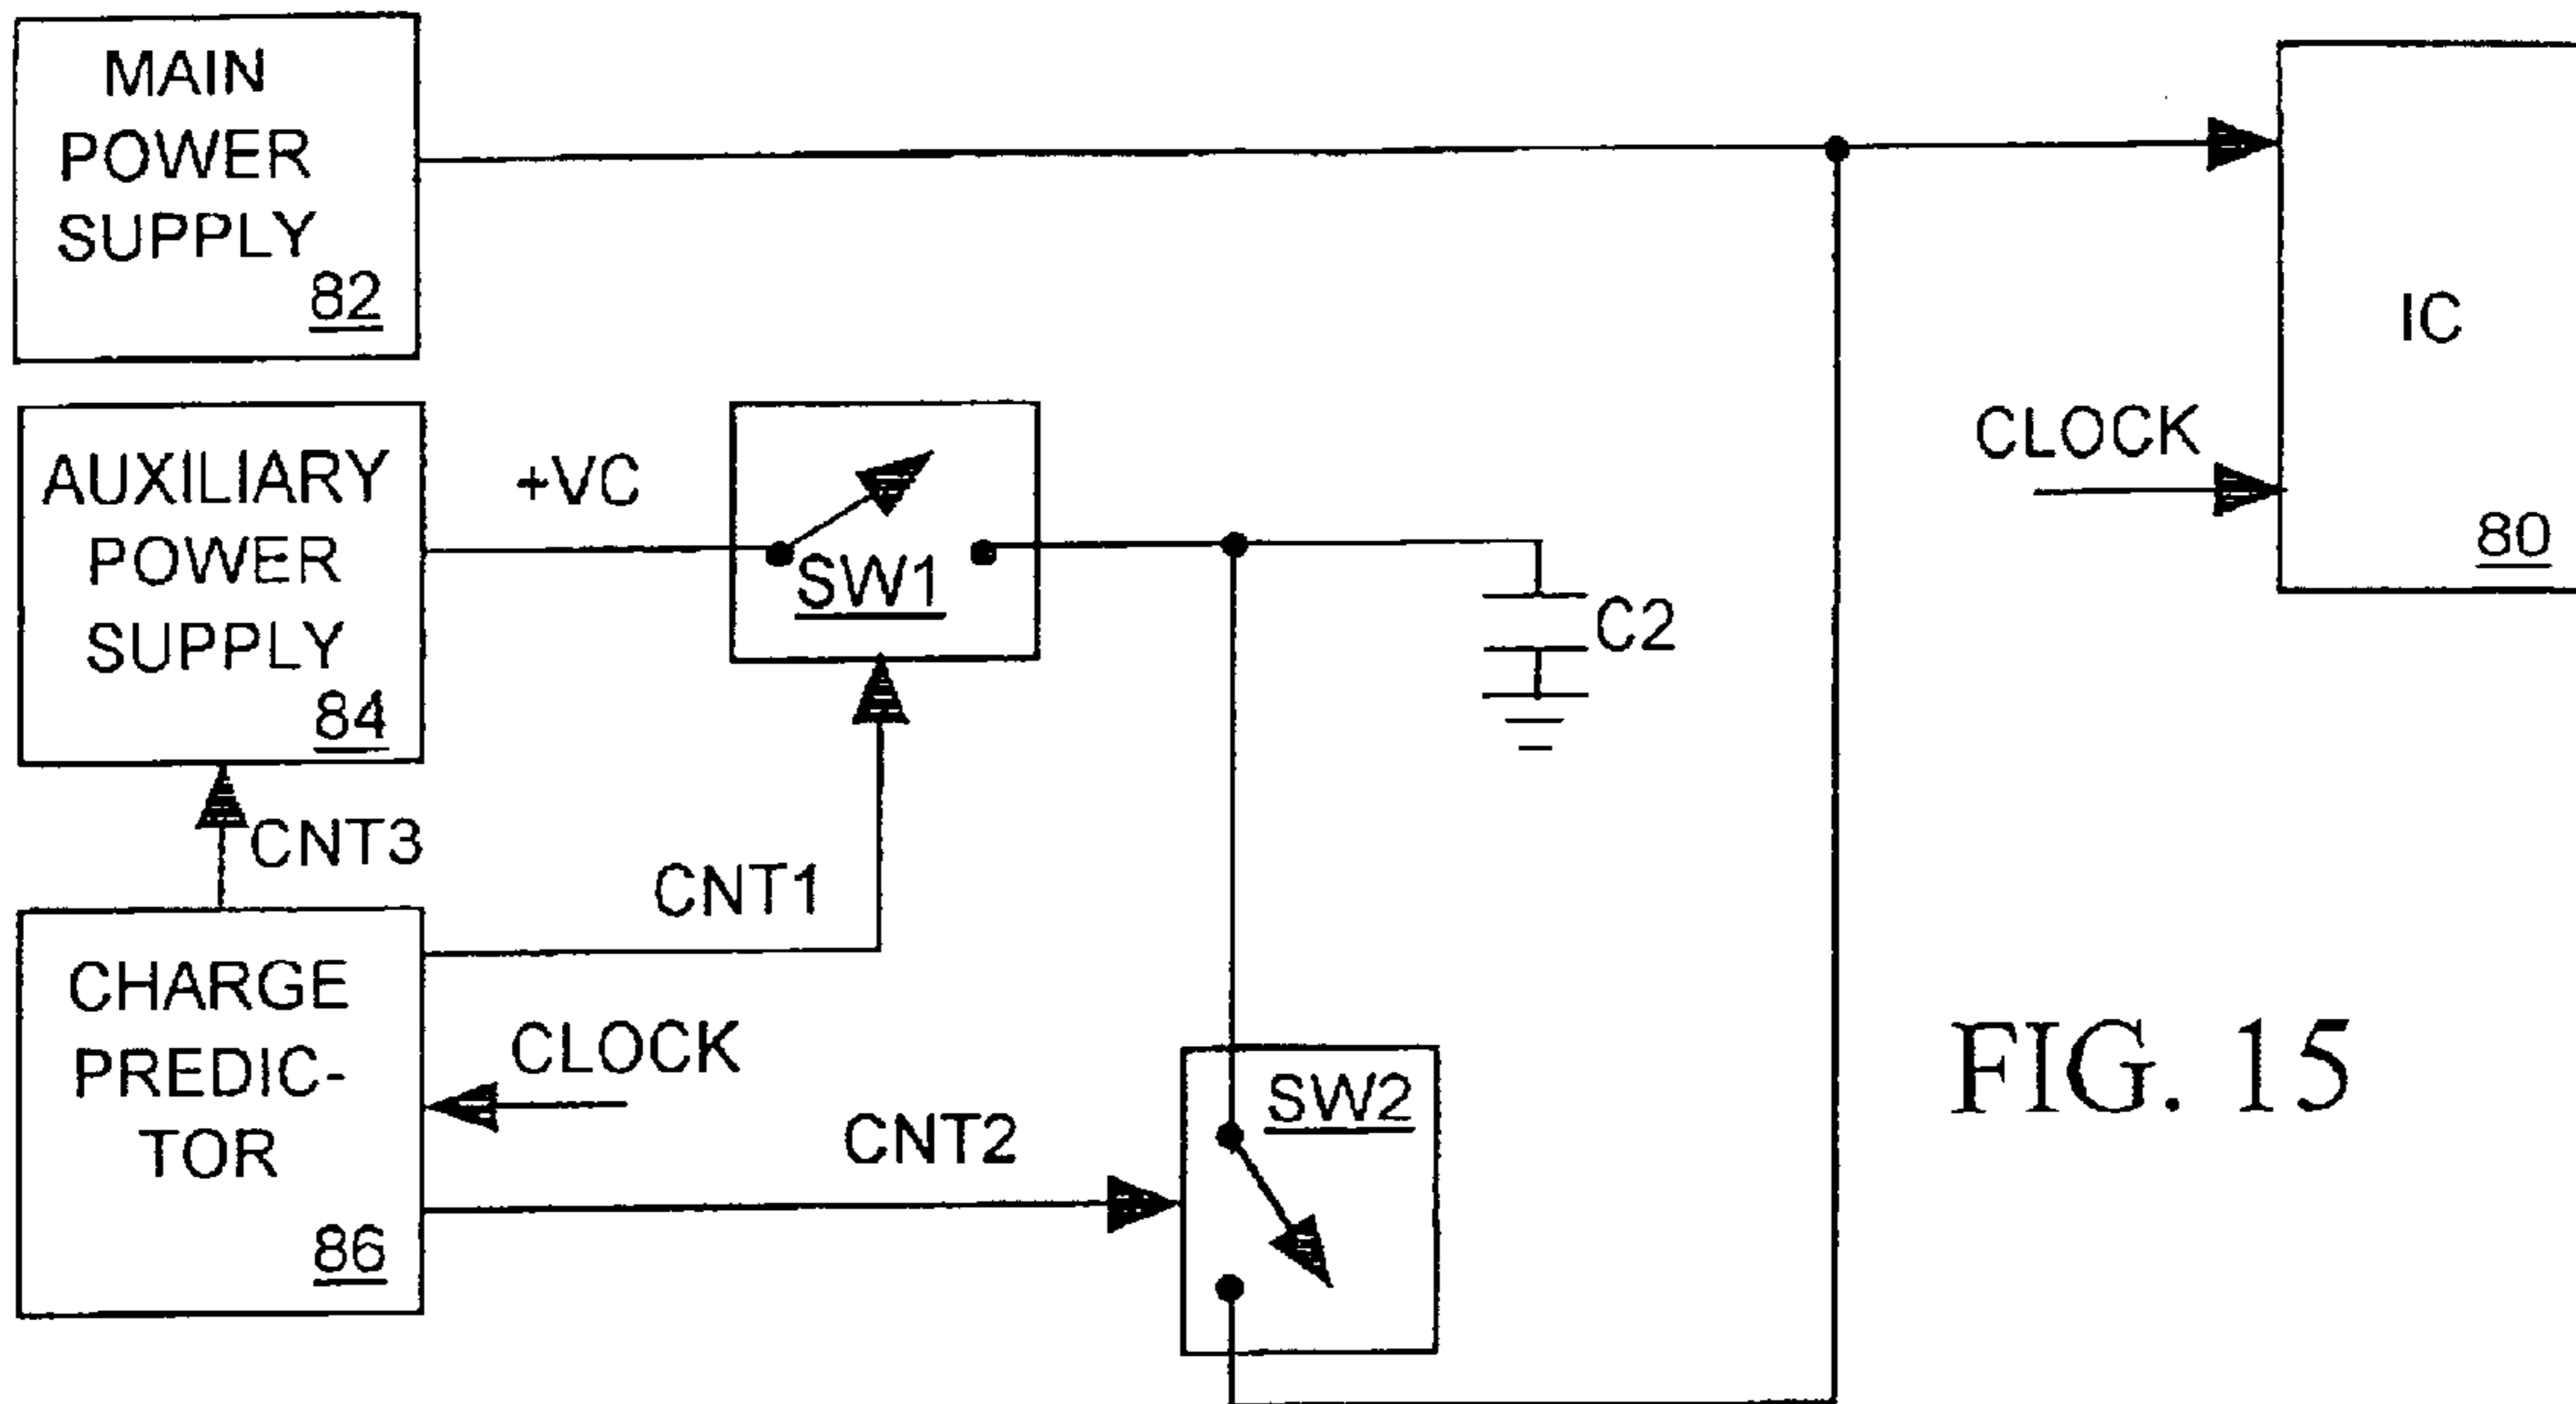 MAIN
POWER
SUPPLY
82
IC
CLOCK
80
AUXILIARY
POWER
SUPPLY
84
+VC
SW1
C2
CNT3
CNT1
CHARGE
PREDIC-
TOR
86
CLOCK
CNT2
SW2
FIG. 15